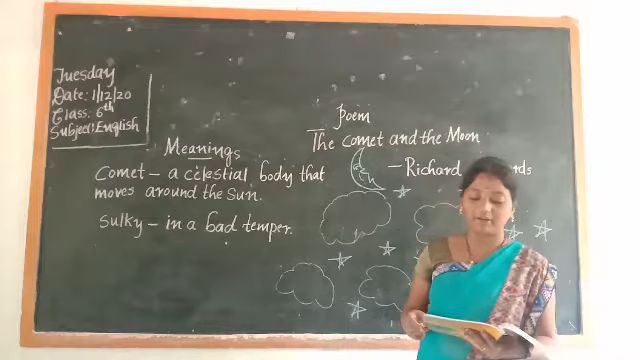 Tuesday
Date: 1/12/20
Class: 6th
Subject: English
Poem
The Comet and the Moon
- Richard
Meanings
Comet - a celestial body that
moves around the Sun.
Sulky - in a bad temper.